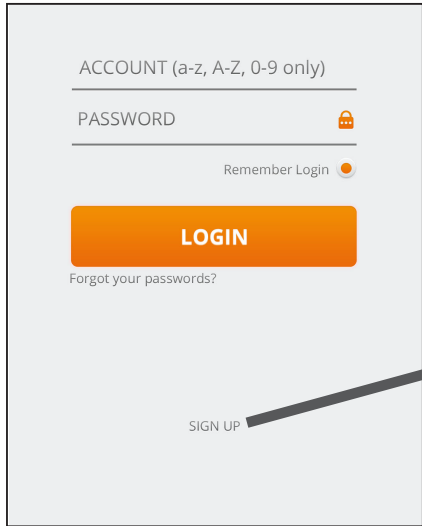 ACCOUNT (a-z, A-Z, 0-9 only)
PASSWORD
Remember Login
LOGIN
Forgot your passwords?
SIGN UP